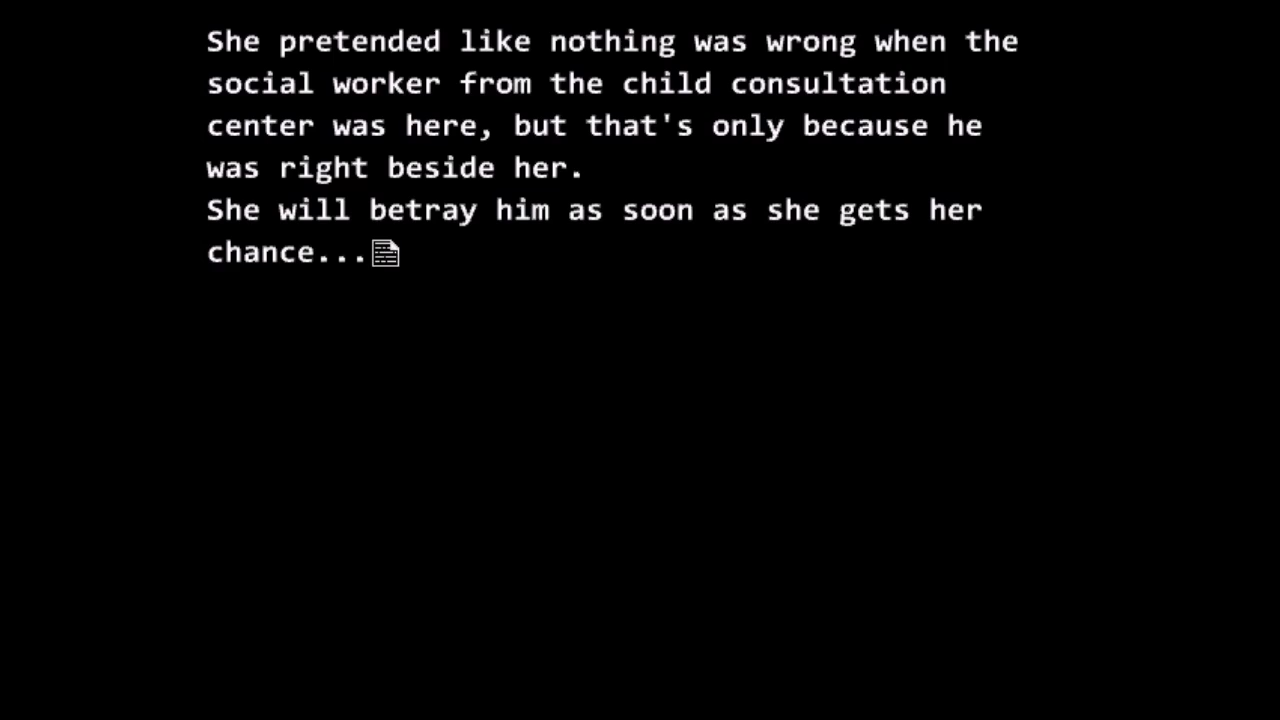 She pretended like nothing was wrong when the
social worker from the child consultation
center was here, but that's only because he
was right beside her.
She will betray him as soon as she gets her
chance...